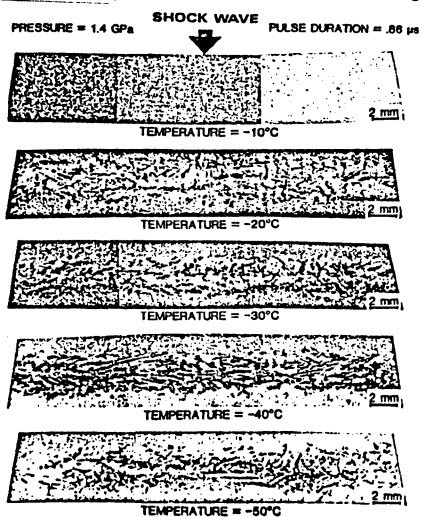 SHOCK WAVE
PRESSURE = 1.4 GPa
PULSE DURATION = .86 μs
2 mm
TEMPERATURE = -10°C
2 mm
TEMPERATURE = -20°C
2 mm
TEMPERATURE = -30°C
2 mm
TEMPERATURE = -40°C
2 mm
TEMPERATURE = -50°C